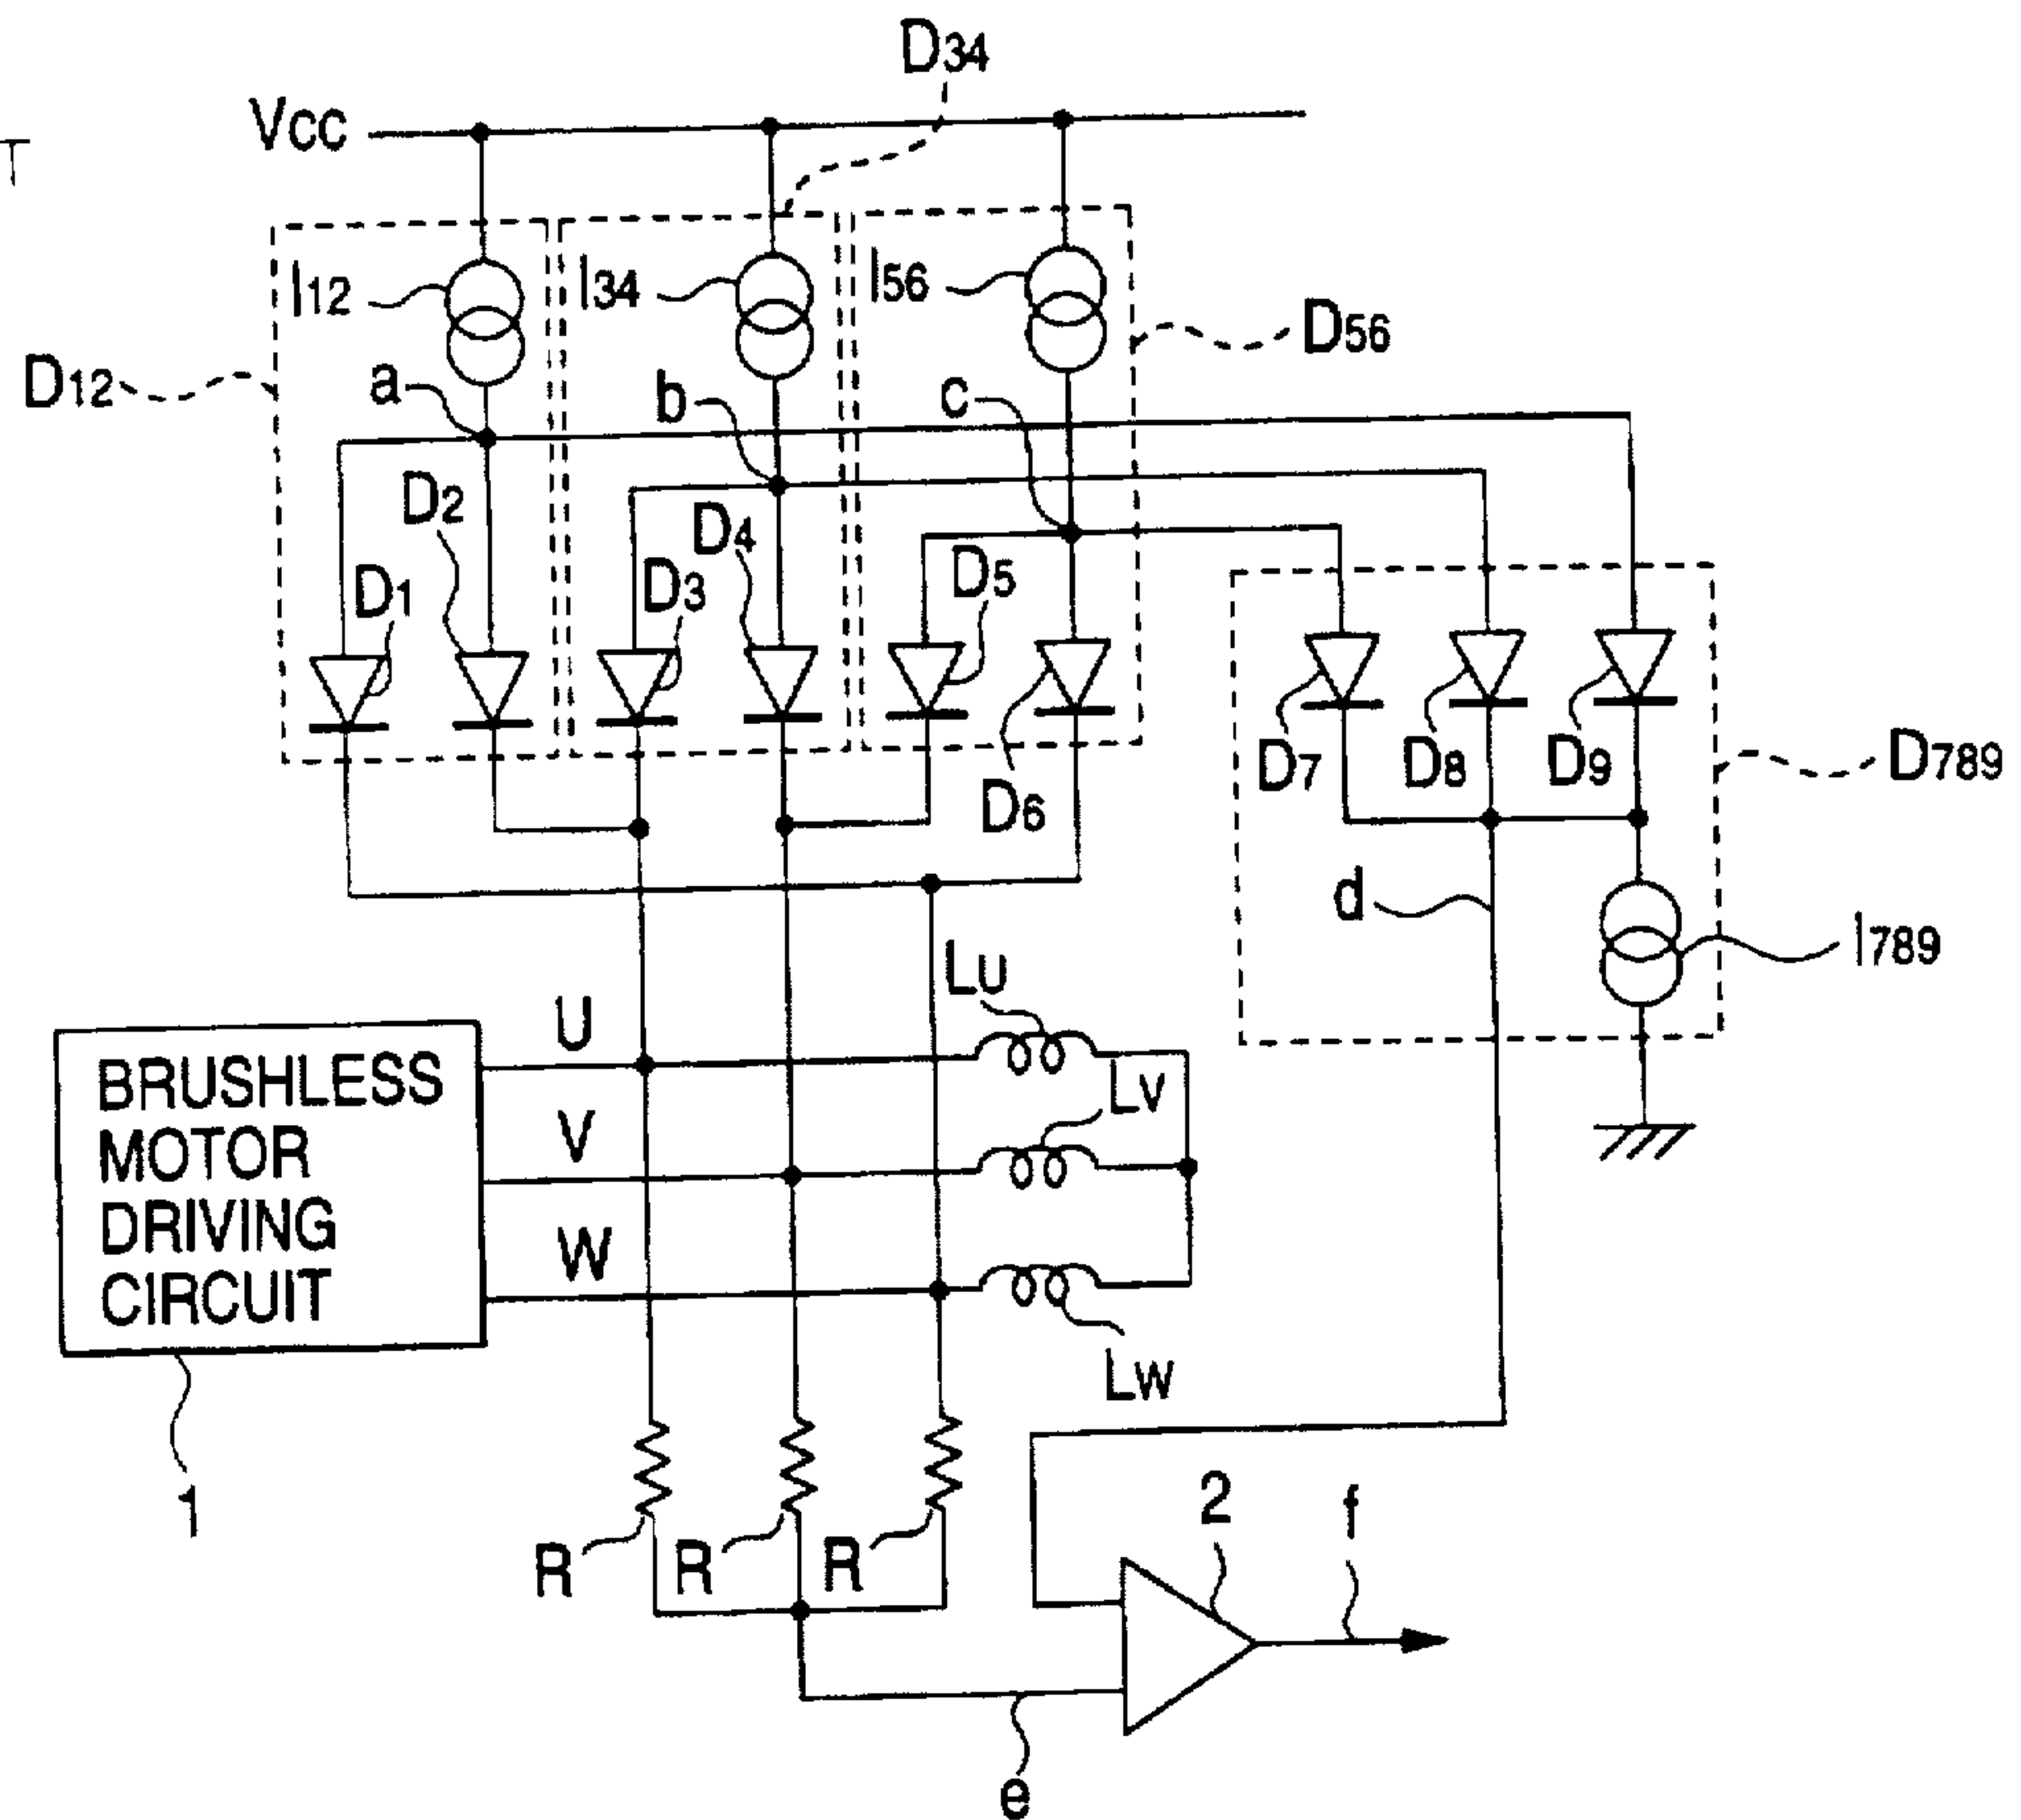 D34
Vcc
I12
I34
I56
D56
D12
a
b
c
D2
D4
D1
D3
D5
D7
D8
D9
D789
D6
d
I789
LU
U
BRUSHLESS
MOTOR
DRIVING
CIRCUIT
LV
V
W
LW
1
2
f
R
R
R
e